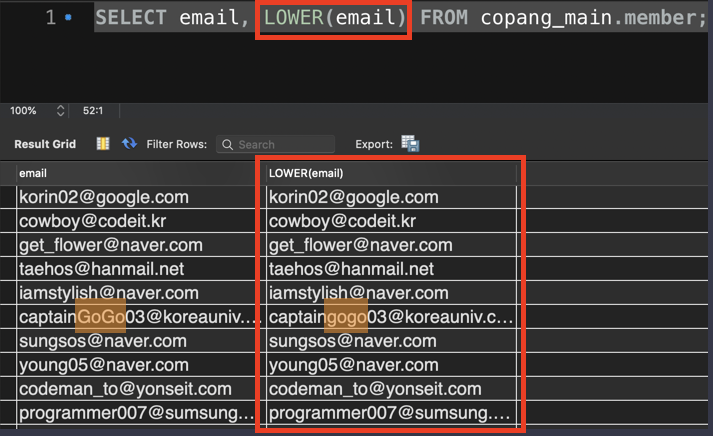 1 SELECT email, LOWER(email) FROM copang_main.member;
100% 52:1
Result Grid Filter Rows: Search Export:
email LOWER(email)
korin02@google.com korin02@google.com
cowboy@codeit.kr cowboy@codeit.kr
get_flower@naver.com get_flower@naver.com
taehos@hanmail.net taehos@hanmail.net
iamstylish@naver.com iamstylish@naver.com
captainGoGo03@koreauniv.... captaingogo03@koreauniv.c...
sungsos@naver.com sungsos@naver.com
young05@naver.com young05@naver.com
codeman_to@yonseit.com codeman_to@yonseit.com
programmer007@sumsung.... programmer007@sumsung....